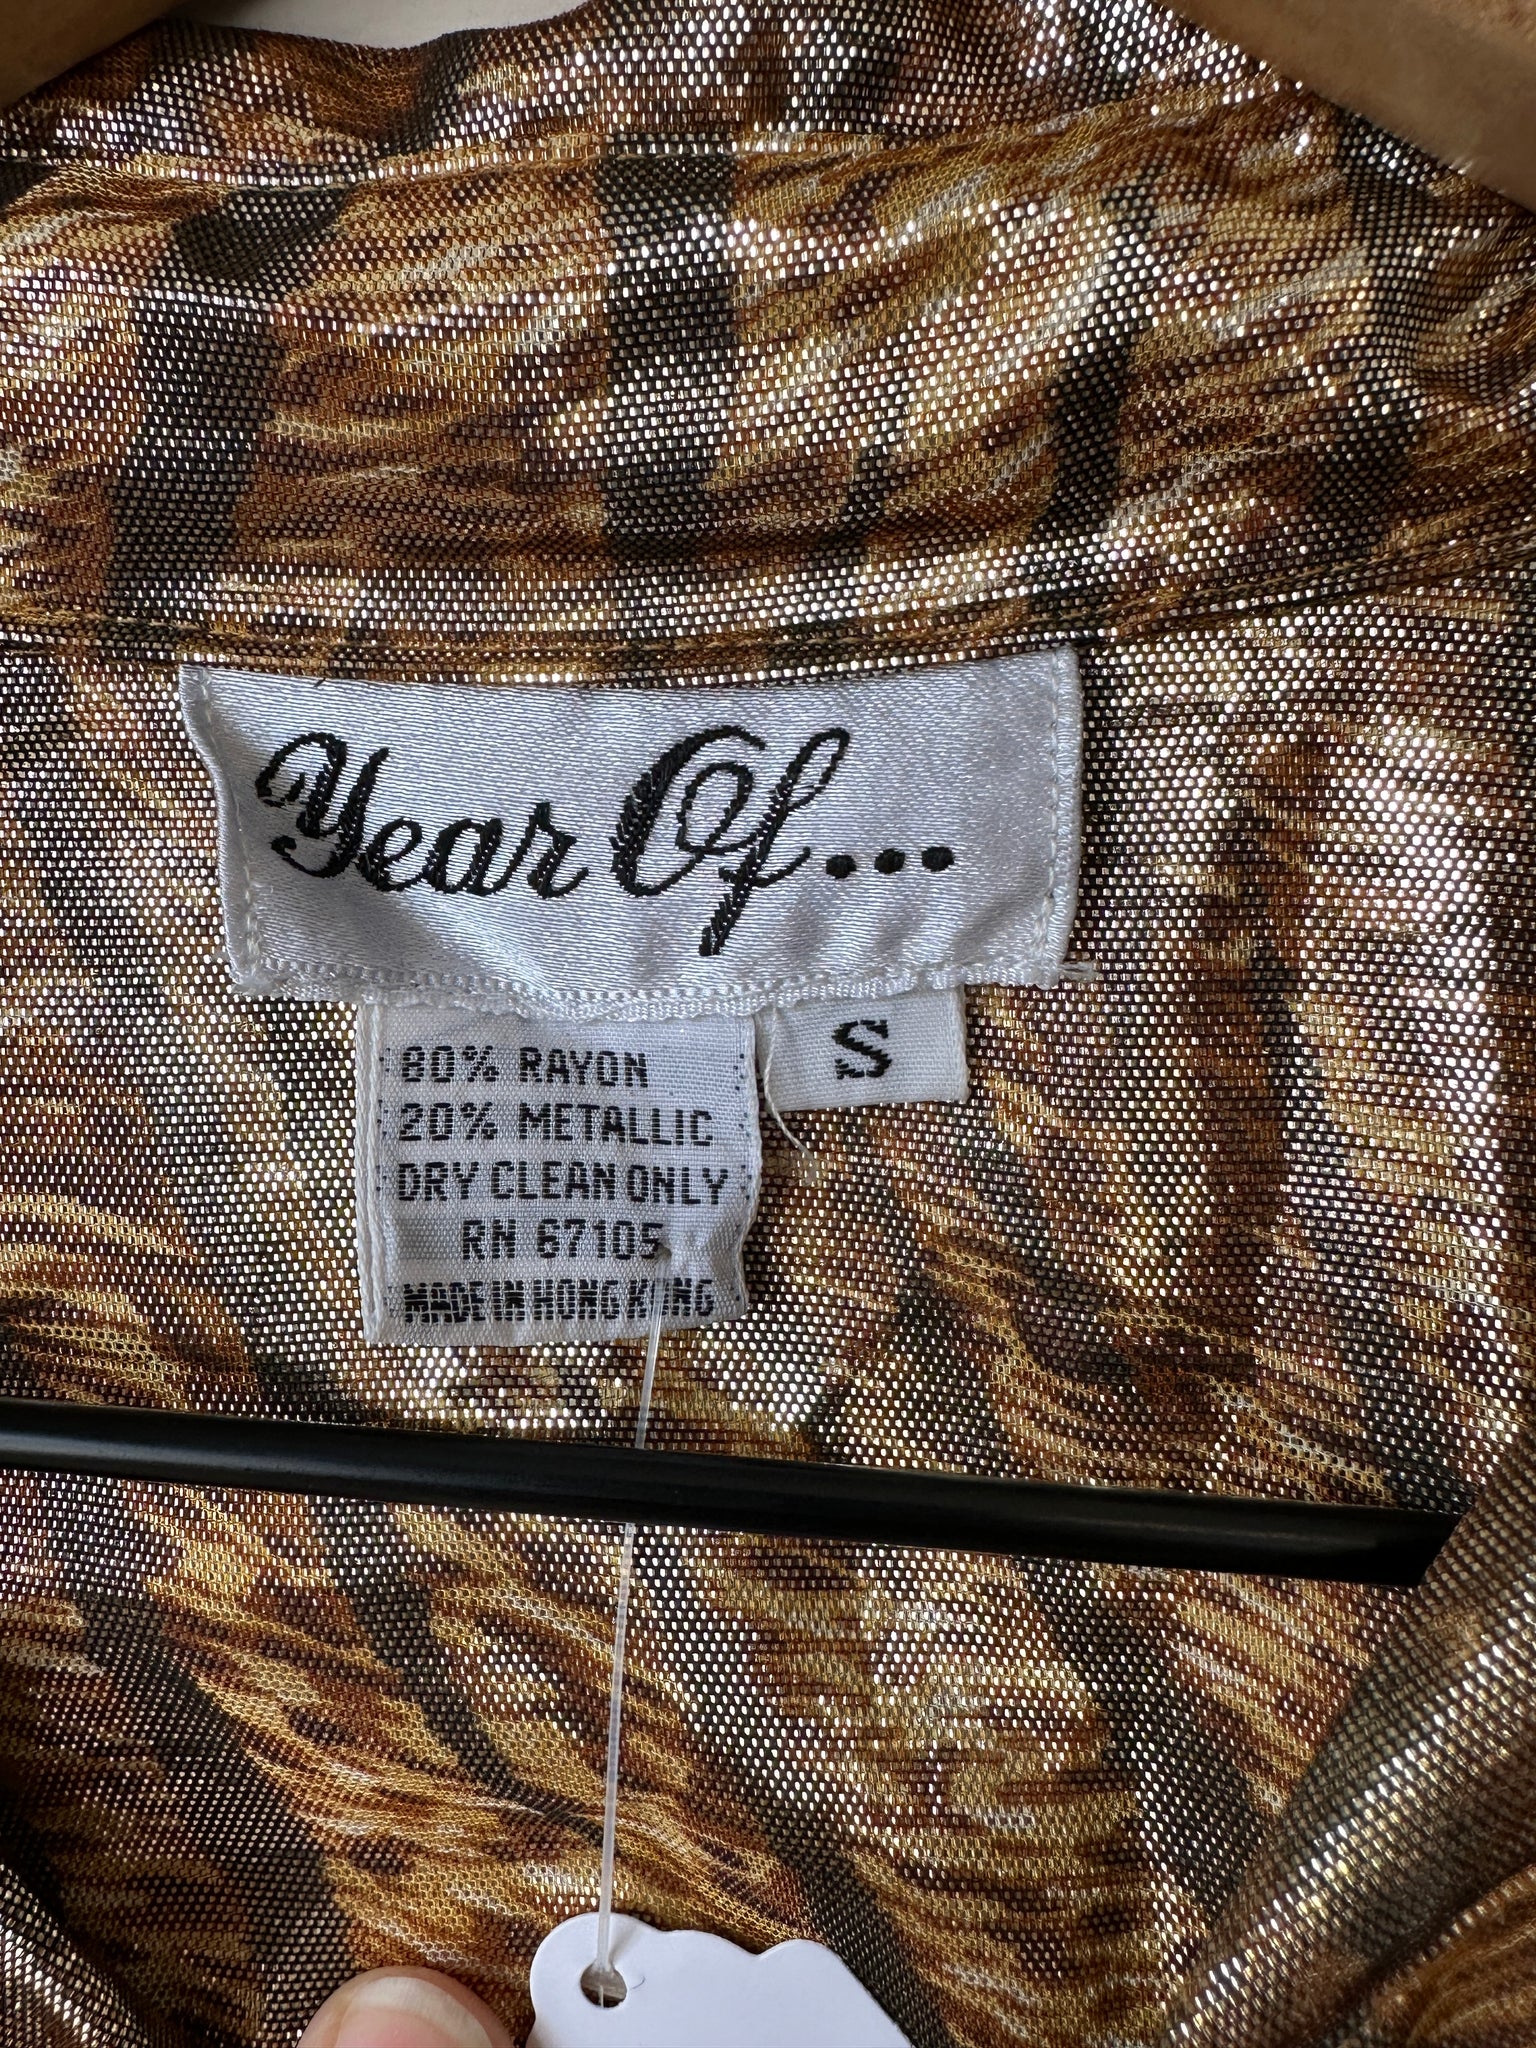 Year Of...
S
80% RAYON
20% METALLIC
DRY CLEAN ONLY
RN 67105
MADE IN HONG KONG